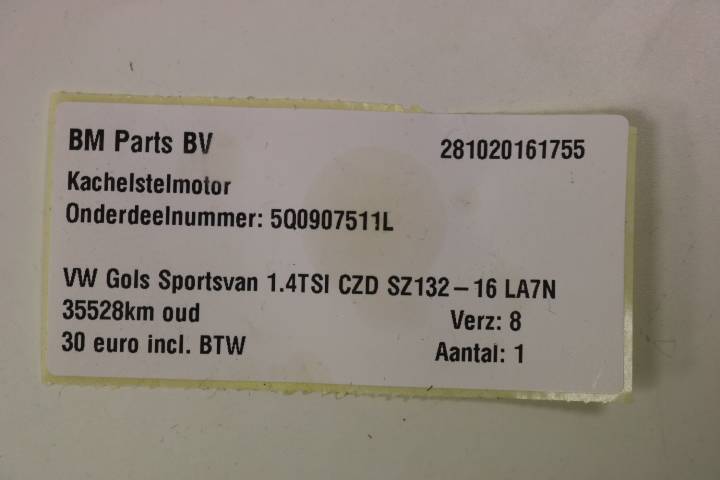 BM Parts BV 281020161755
Kachelstelmotor
Onderdeelnummer: 5Q0907511L
VW Gols Sportsvan 1.4TSI CZD SZ132-16 LA7N
35528km oud Verz: 8
30 euro incl. BTW Aantal: 1